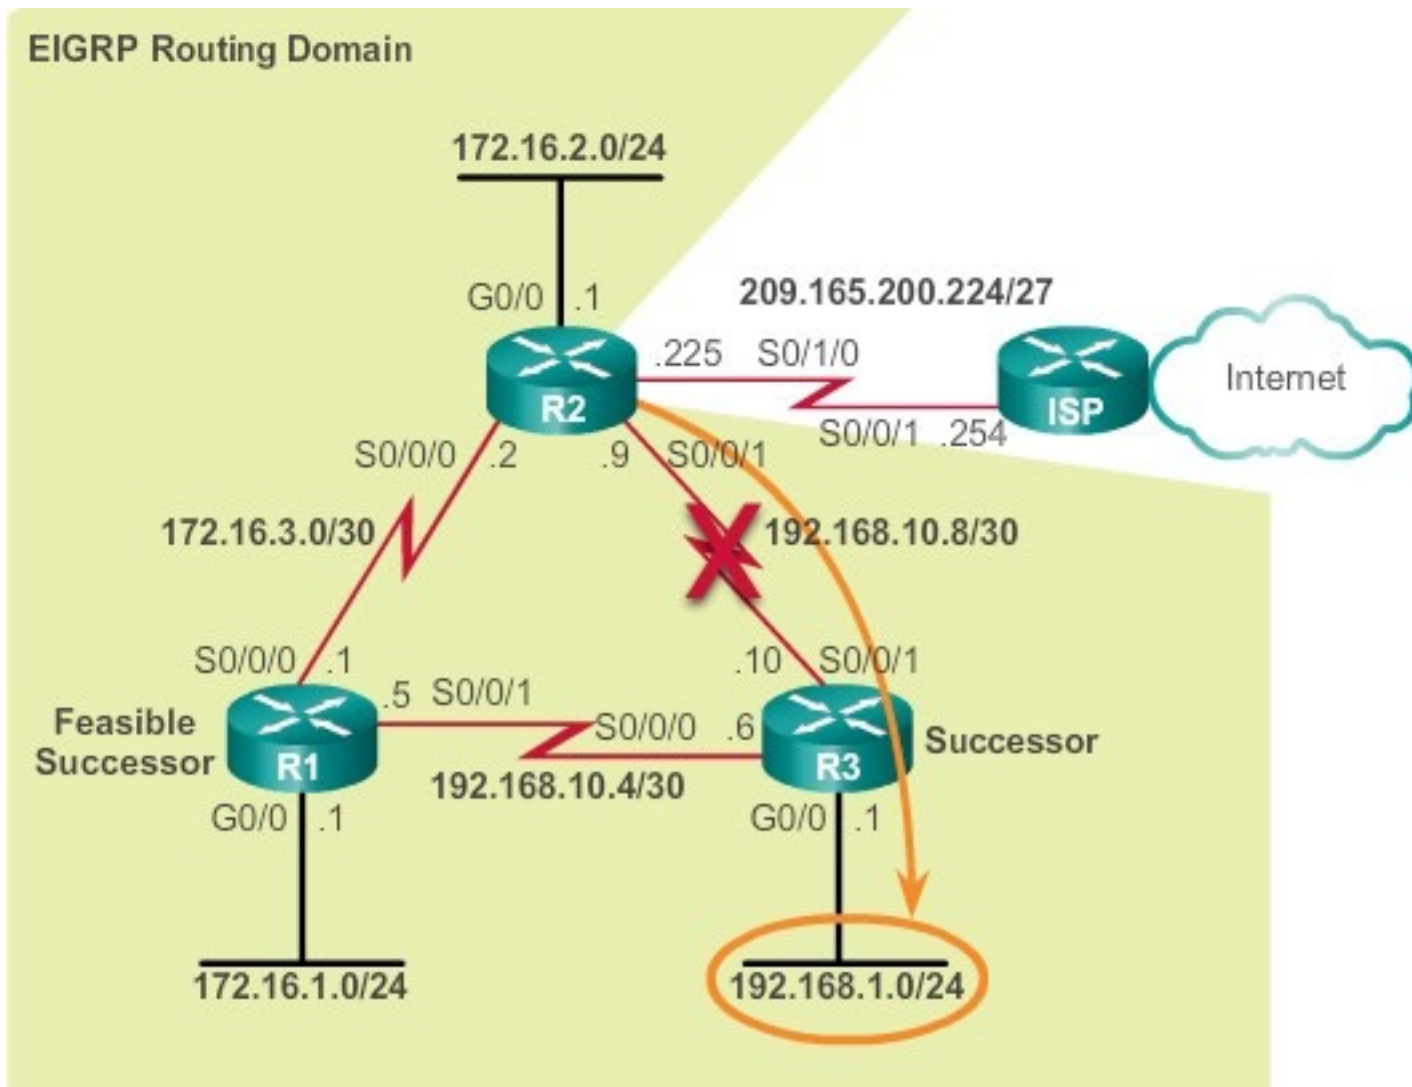 EIGRP Routing Domain
172.16.2.0/24
G0/0 .1
209.165.200.224/27
.225 S0/1/0
Internet
R2
ISP
S0/0/1 .254
S0/0/0 .2 .9 S0/0/1
172.16.3.0/30
192.168.10.8/30
S0/0/0 .1
.10 S0/0/1
.5 S0/0/1
Feasible
Successor
S0/0/0 .6
Successor
R1
R3
192.168.10.4/30
G0/0 .1
G0/0 .1
172.16.1.0/24
192.168.1.0/24